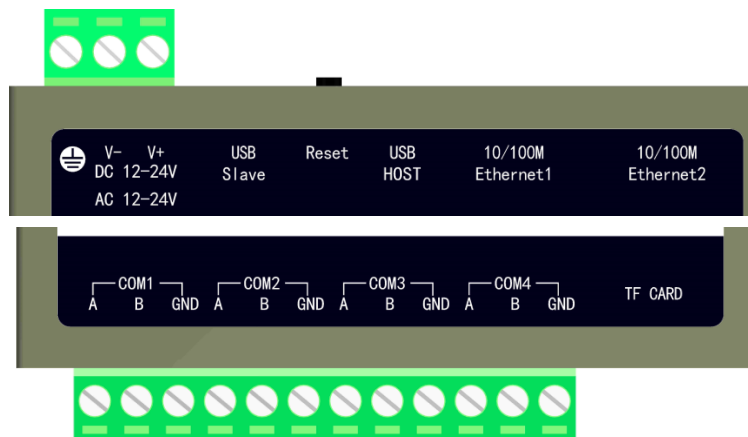 V− V+ USB Reset USB 10/100M 10/100M
DC 12−24V Slave HOST Ethernet1 Ethernet2
AC 12−24V
COM1 COM2 COM3 COM4
A B GND A B GND A B GND A B GND TF CARD